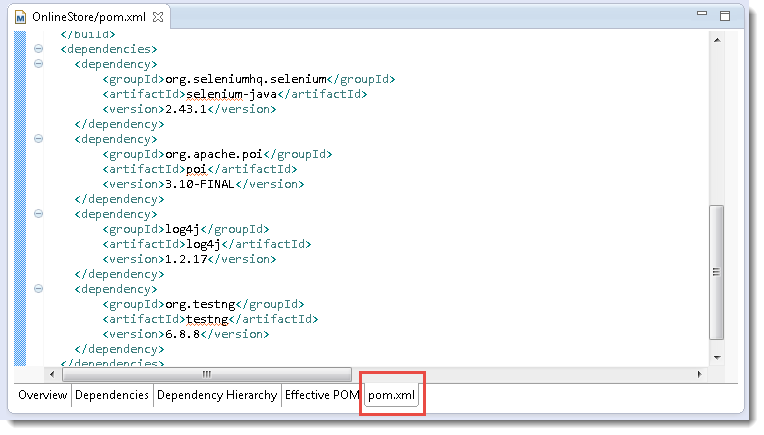 OnlineStore/pom.xml
</build>
<dependencies>
<dependency>
<groupId>org.seleniumhq.selenium</groupId>
<artifactId>selenium-java</artifactId>
<version>2.43.1</version>
</dependency>
<dependency>
<groupId>org.apache.poi</groupId>
<artifactId>poi</artifactId>
<version>3.10-FINAL</version>
</dependency>
<dependency>
<groupId>log4j</groupId>
<artifactId>log4j</artifactId>
<version>1.2.17</version>
</dependency>
<dependency>
<groupId>org.testng</groupId>
<artifactId>testng</artifactId>
<version>6.8.8</version>
</dependency>
</dependencies>
Overview Dependencies Dependency Hierarchy Effective POM pom.xml